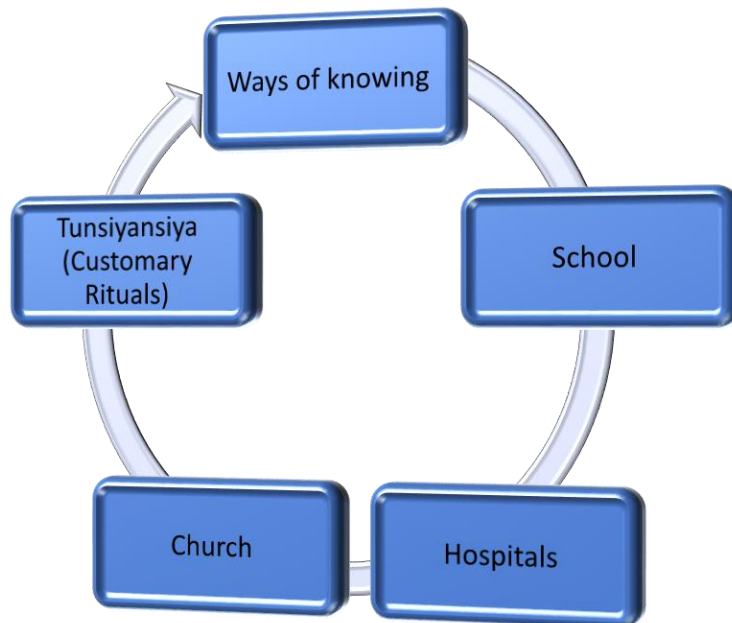 Ways of knowing
School
Hospitals
Church
Tunsiyansiya
(Customary
Rituals)